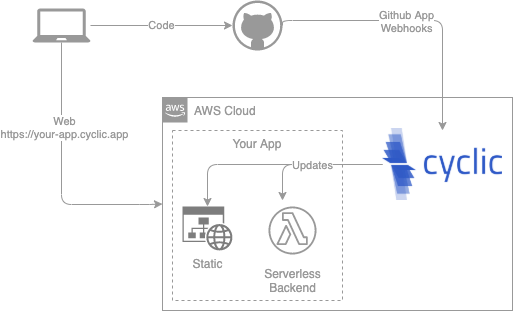 Code
Github App
Webhooks
Web
https://your-app.cyclic.app
aws
AWS Cloud
Your App
Updates
cyclic
Static
Serverless
Backend